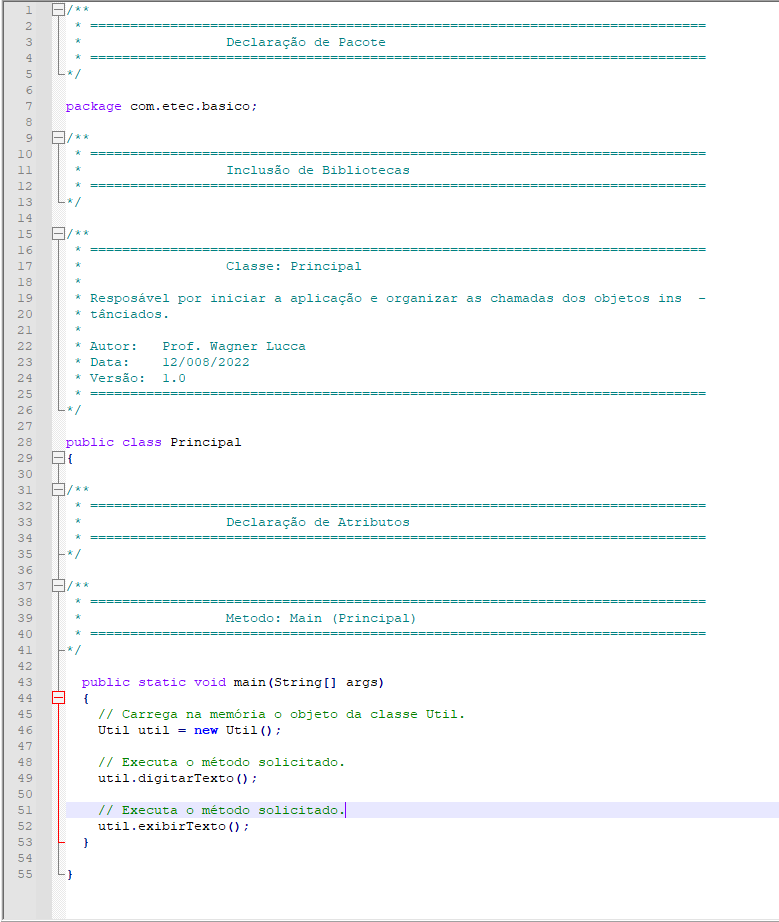 1 /**
2 * =============================================================================
3 * Declaração de Pacote
4 * =============================================================================
5 */
6
7 package com.etec.basico;
8
9 /**
10 * =============================================================================
11 * Inclusão de Bibliotecas
12 * =============================================================================
13 */
14
15 /**
16 * =============================================================================
17 * Classe: Principal
18 *
19 * Resposável por iniciar a aplicação e organizar as chamadas dos objetos ins -
20 * tânciados.
21 *
22 * Autor: Prof. Wagner Lucca
23 * Data: 12/008/2022
24 * Versão: 1.0
25 * =============================================================================
26 */
27
28 public class Principal
29 {
30
31 /**
32 * =============================================================================
33 * Declaração de Atributos
34 * =============================================================================
35 */
36
37 /**
38 * =============================================================================
39 * Metodo: Main (Principal)
40 * =============================================================================
41 */
42
43 public static void main(String[] args)
44 {
45 // Carrega na memória o objeto da classe Util.
46 Util util = new Util();
47
48 // Executa o método solicitado.
49 util.digitarTexto();
50
51 // Executa o método solicitado.
52 util.exibirTexto();
53 }
54
55 }